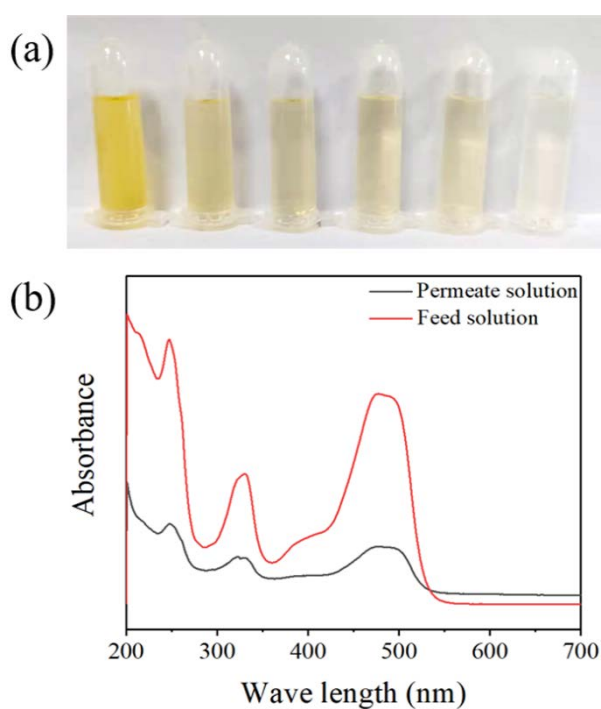 (a)
(b)
Permeate solution
Feed solution
Absorbance
200
300
400
500
600
700
Wave length (nm)